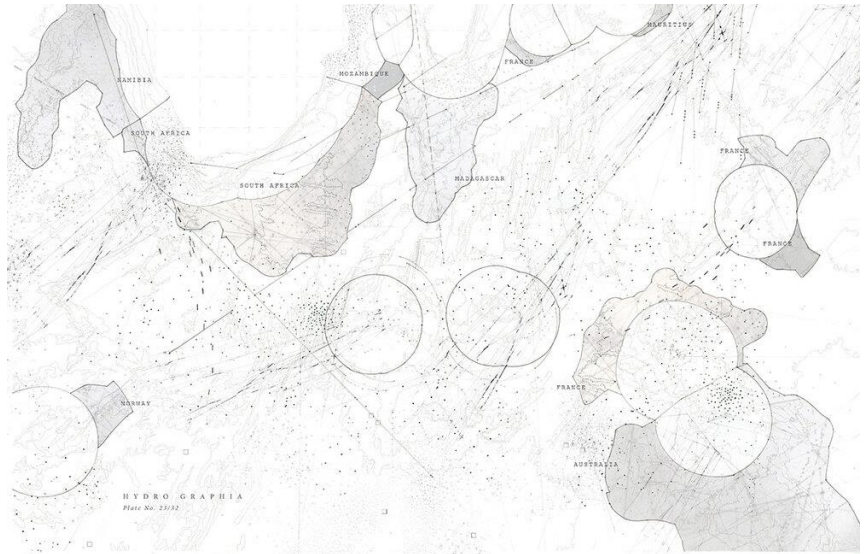 MAURITIUS
FRANCE
MOZAMBIQUE
NAMIBIA
SOUTH AFRICA
FRANCE
MADAGASCAR
SOUTH AFRICA
FRANCE
FRANCE
NORWAY
AUSTRALIA
HYDRO GRAPHIA
Plate No. 23/32